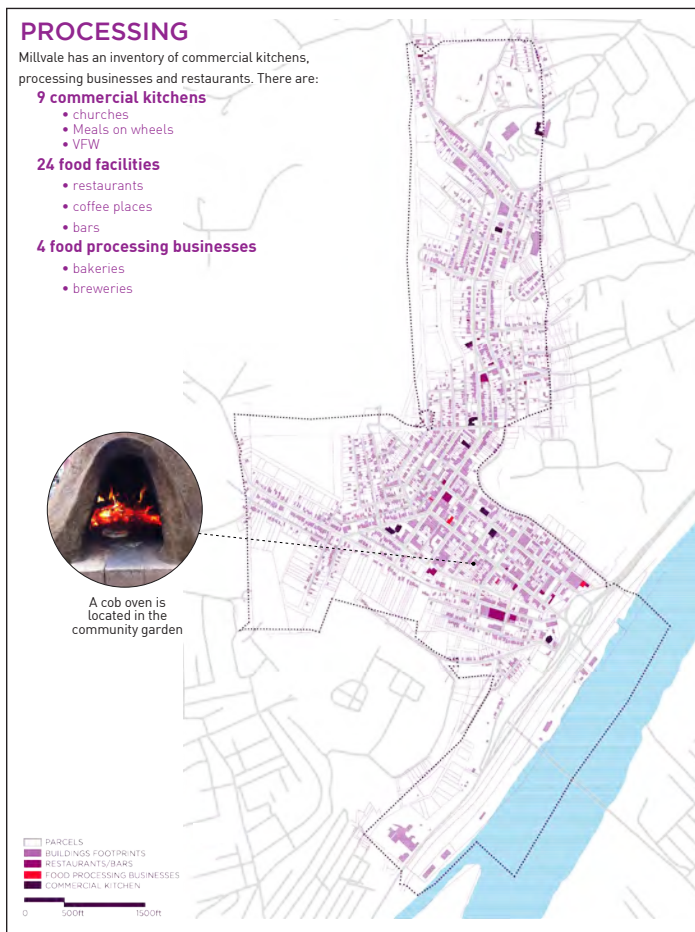 PROCESSING
Millvale has an inventory of commercial kitchens,
processing businesses and restaurants. There are:
9 commercial kitchens
• churches
• Meals on wheels
• VFW
24 food facilities
• restaurants
• coffee places
• bars
4 food processing businesses
• bakeries
• breweries
A cob oven is
located in the
community garden
PARCELS
BUILDINGS FOOTPRINTS
RESTAURANTS/BARS
FOOD PROCESSING BUSINESSES
COMMERCIAL KITCHEN
0 500ft 1500ft